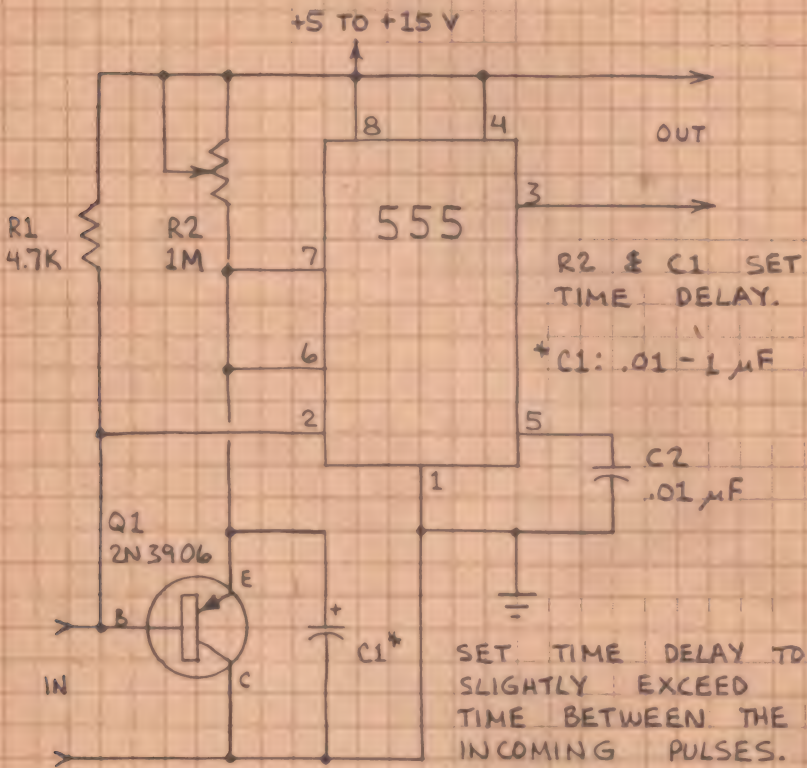 +5 TO +15 V
8
4
OUT
3
555
R1
4.7K
R2
1M
7
R2 & C1 SET
TIME DELAY.
6
* C1: .01 - 1 µF
2
5
C2
.01 µF
1
Q1
2N3906
E
B
+
C1*
C
IN
SET TIME DELAY TO
SLIGHTLY EXCEED
TIME BETWEEN THE
INCOMING PULSES.